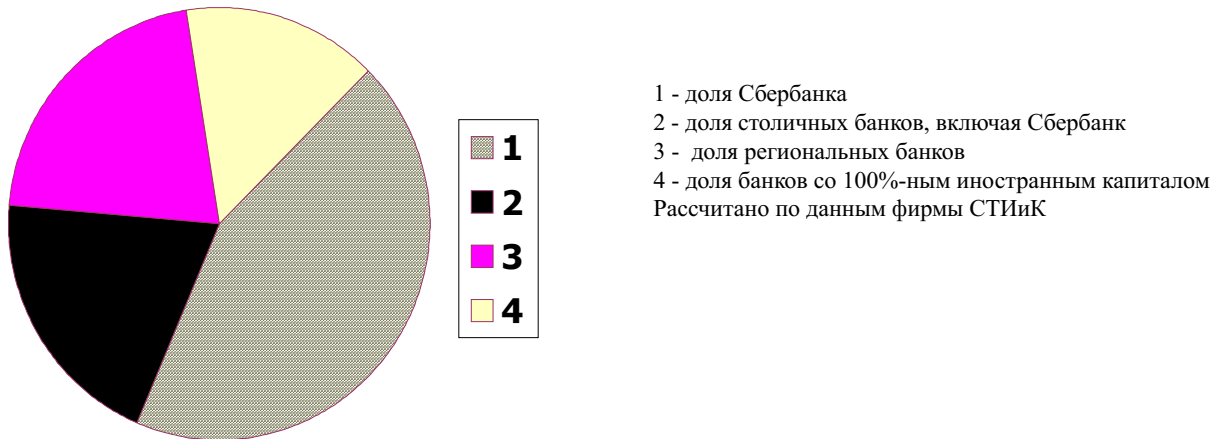 1
2
3
4
1 - доля Сбербанка
2 - доля столичных банков, включая Сбербанк
3 - доля региональных банков
4 - доля банков со 100%-ным иностранным капиталом
Рассчитано по данным фирмы СТИиК